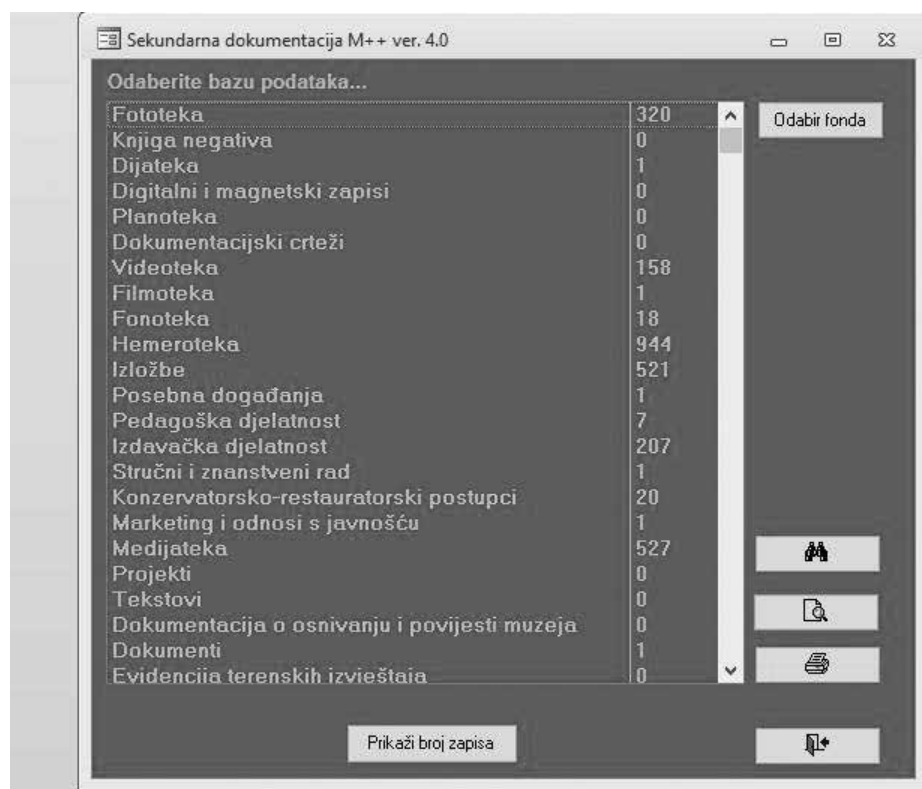 Sekundarna dokumentacija M++ ver. 4.0
Odaberite bazu podataka...
Fototeka 320
Knjiga negativa 0
Dijateka 1
Digitalni i magnetski zapisi 0
Planoteka 0
Dokumentacijski crteži 0
Videoteka 158
Filmoteka 1
Fonoteka 18
Hemeroteka 944
Izložbe 521
Posebna događanja 1
Pedagoška djelatnost 7
Izdavačka djelatnost 207
Stručni i znanstveni rad 1
Konzervatorsko-restauratorski postupci 20
Marketing i odnosi s javnošću 1
Medijateka 527
Projekti 0
Tekstovi 0
Dokumentacija o osnivanju i povijesti muzeja 0
Dokumenti 1
Evidencija terenskih izvještaja 0
Odabir fonda
Prikaži broj zapisa